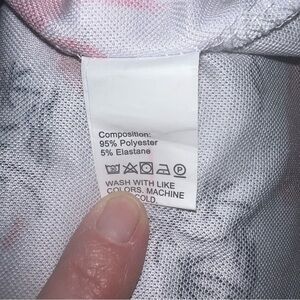 Composition:
95% Polyester
5% Elastane
WASH WITH LIKE
COLORS. MACHINE
COLD.